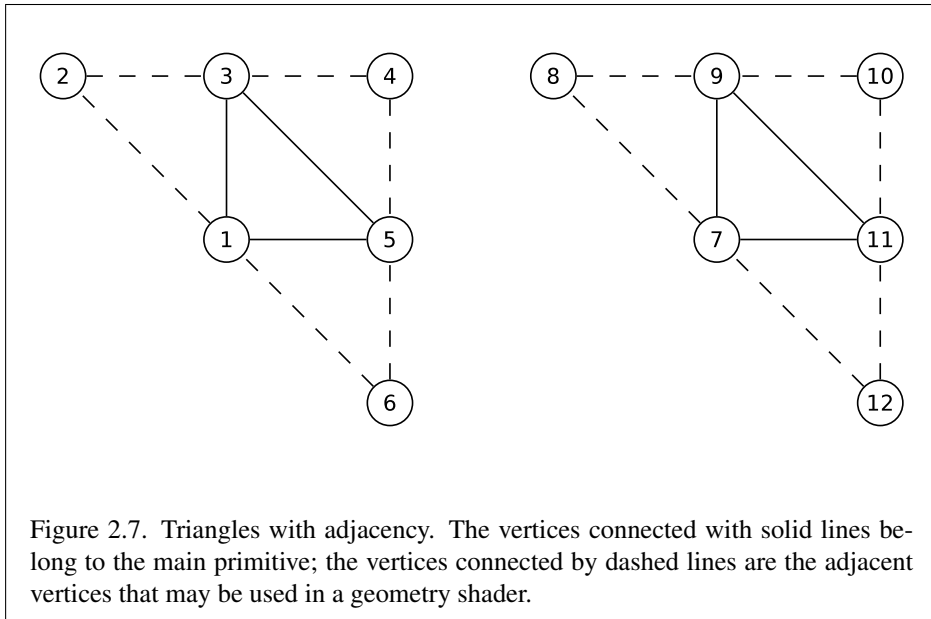 2 3 4 8 9 10
1 5 7 11
6 12
Figure 2.7. Triangles with adjacency. The vertices connected with solid lines be-
long to the main primitive; the vertices connected by dashed lines are the adjacent
vertices that may be used in a geometry shader.